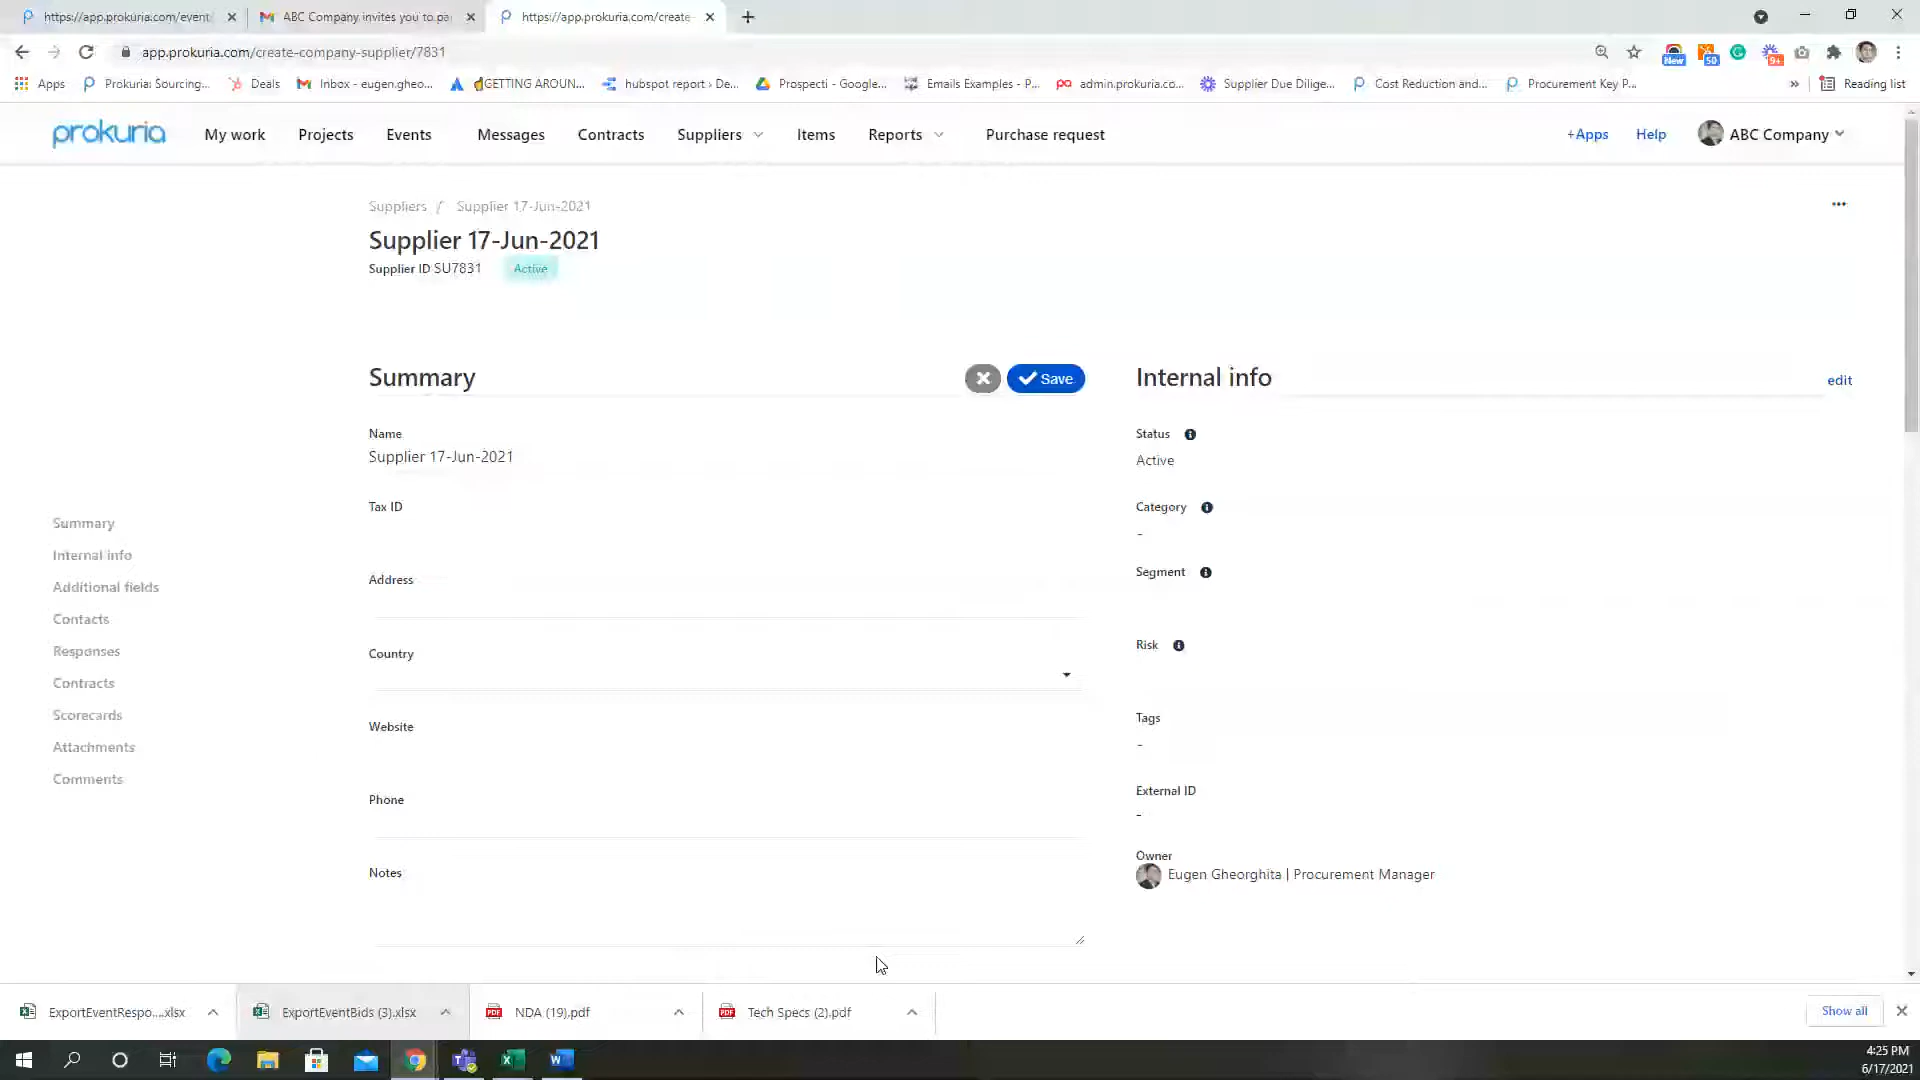 https://app.prokuria.com/event
ABC Company invites you to pa
https://app.prokuria.com/create-
app.prokuria.com/create-company-supplier/7831
New
50
9+
Apps
Prokuria: Sourcing...
Deals
Inbox - eugen.gheo...
GETTING AROUN...
hubspot report › De...
Prospecti - Google...
Emails Examples - P...
admin.prokuria.co...
Supplier Due Dilige...
Cost Reduction and...
Procurement Key P...
»
Reading list
prokuria
My work
Projects
Events
Messages
Contracts
Suppliers
Items
Reports
Purchase request
+Apps
Help
ABC Company
Suppliers / Supplier 17-Jun-2021
Supplier 17-Jun-2021
Supplier ID SU7831
Active
Summary
Save
Name
Supplier 17-Jun-2021
Tax ID
Address
Country
Website
Phone
Notes
Internal info
edit
Status
Active
Category
-
Segment
Risk
Tags
-
External ID
-
Owner
Eugen Gheorghita | Procurement Manager
Summary
Internal info
Additional fields
Contacts
Responses
Contracts
Scorecards
Attachments
Comments
ExportEventRespo....xlsx
ExportEventBids (3).xlsx
NDA (19).pdf
Tech Specs (2).pdf
Show all
4:25 PM
6/17/2021